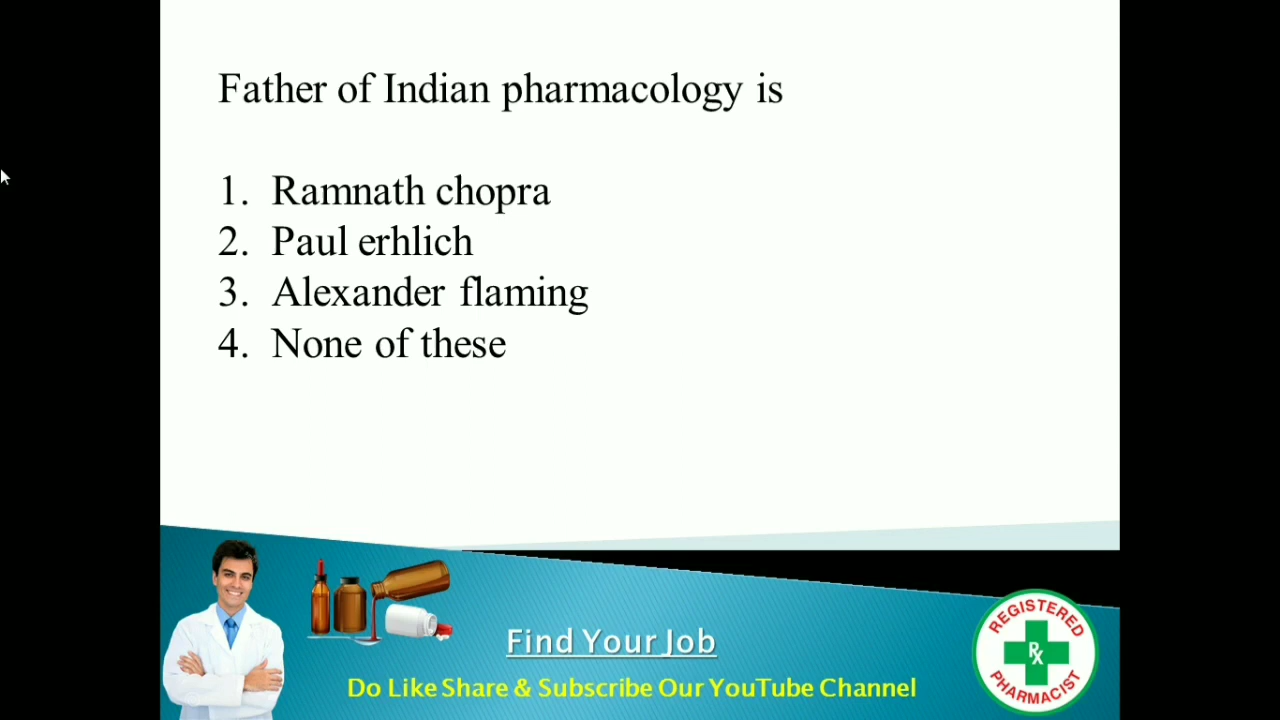 Father of Indian pharmacology is
1. Ramnath chopra
2. Paul erhlich
3. Alexander flaming
4. None of these
Find Your Job
Do Like Share & Subscribe Our YouTube Channel
REGISTERED
Rx
PHARMACIST